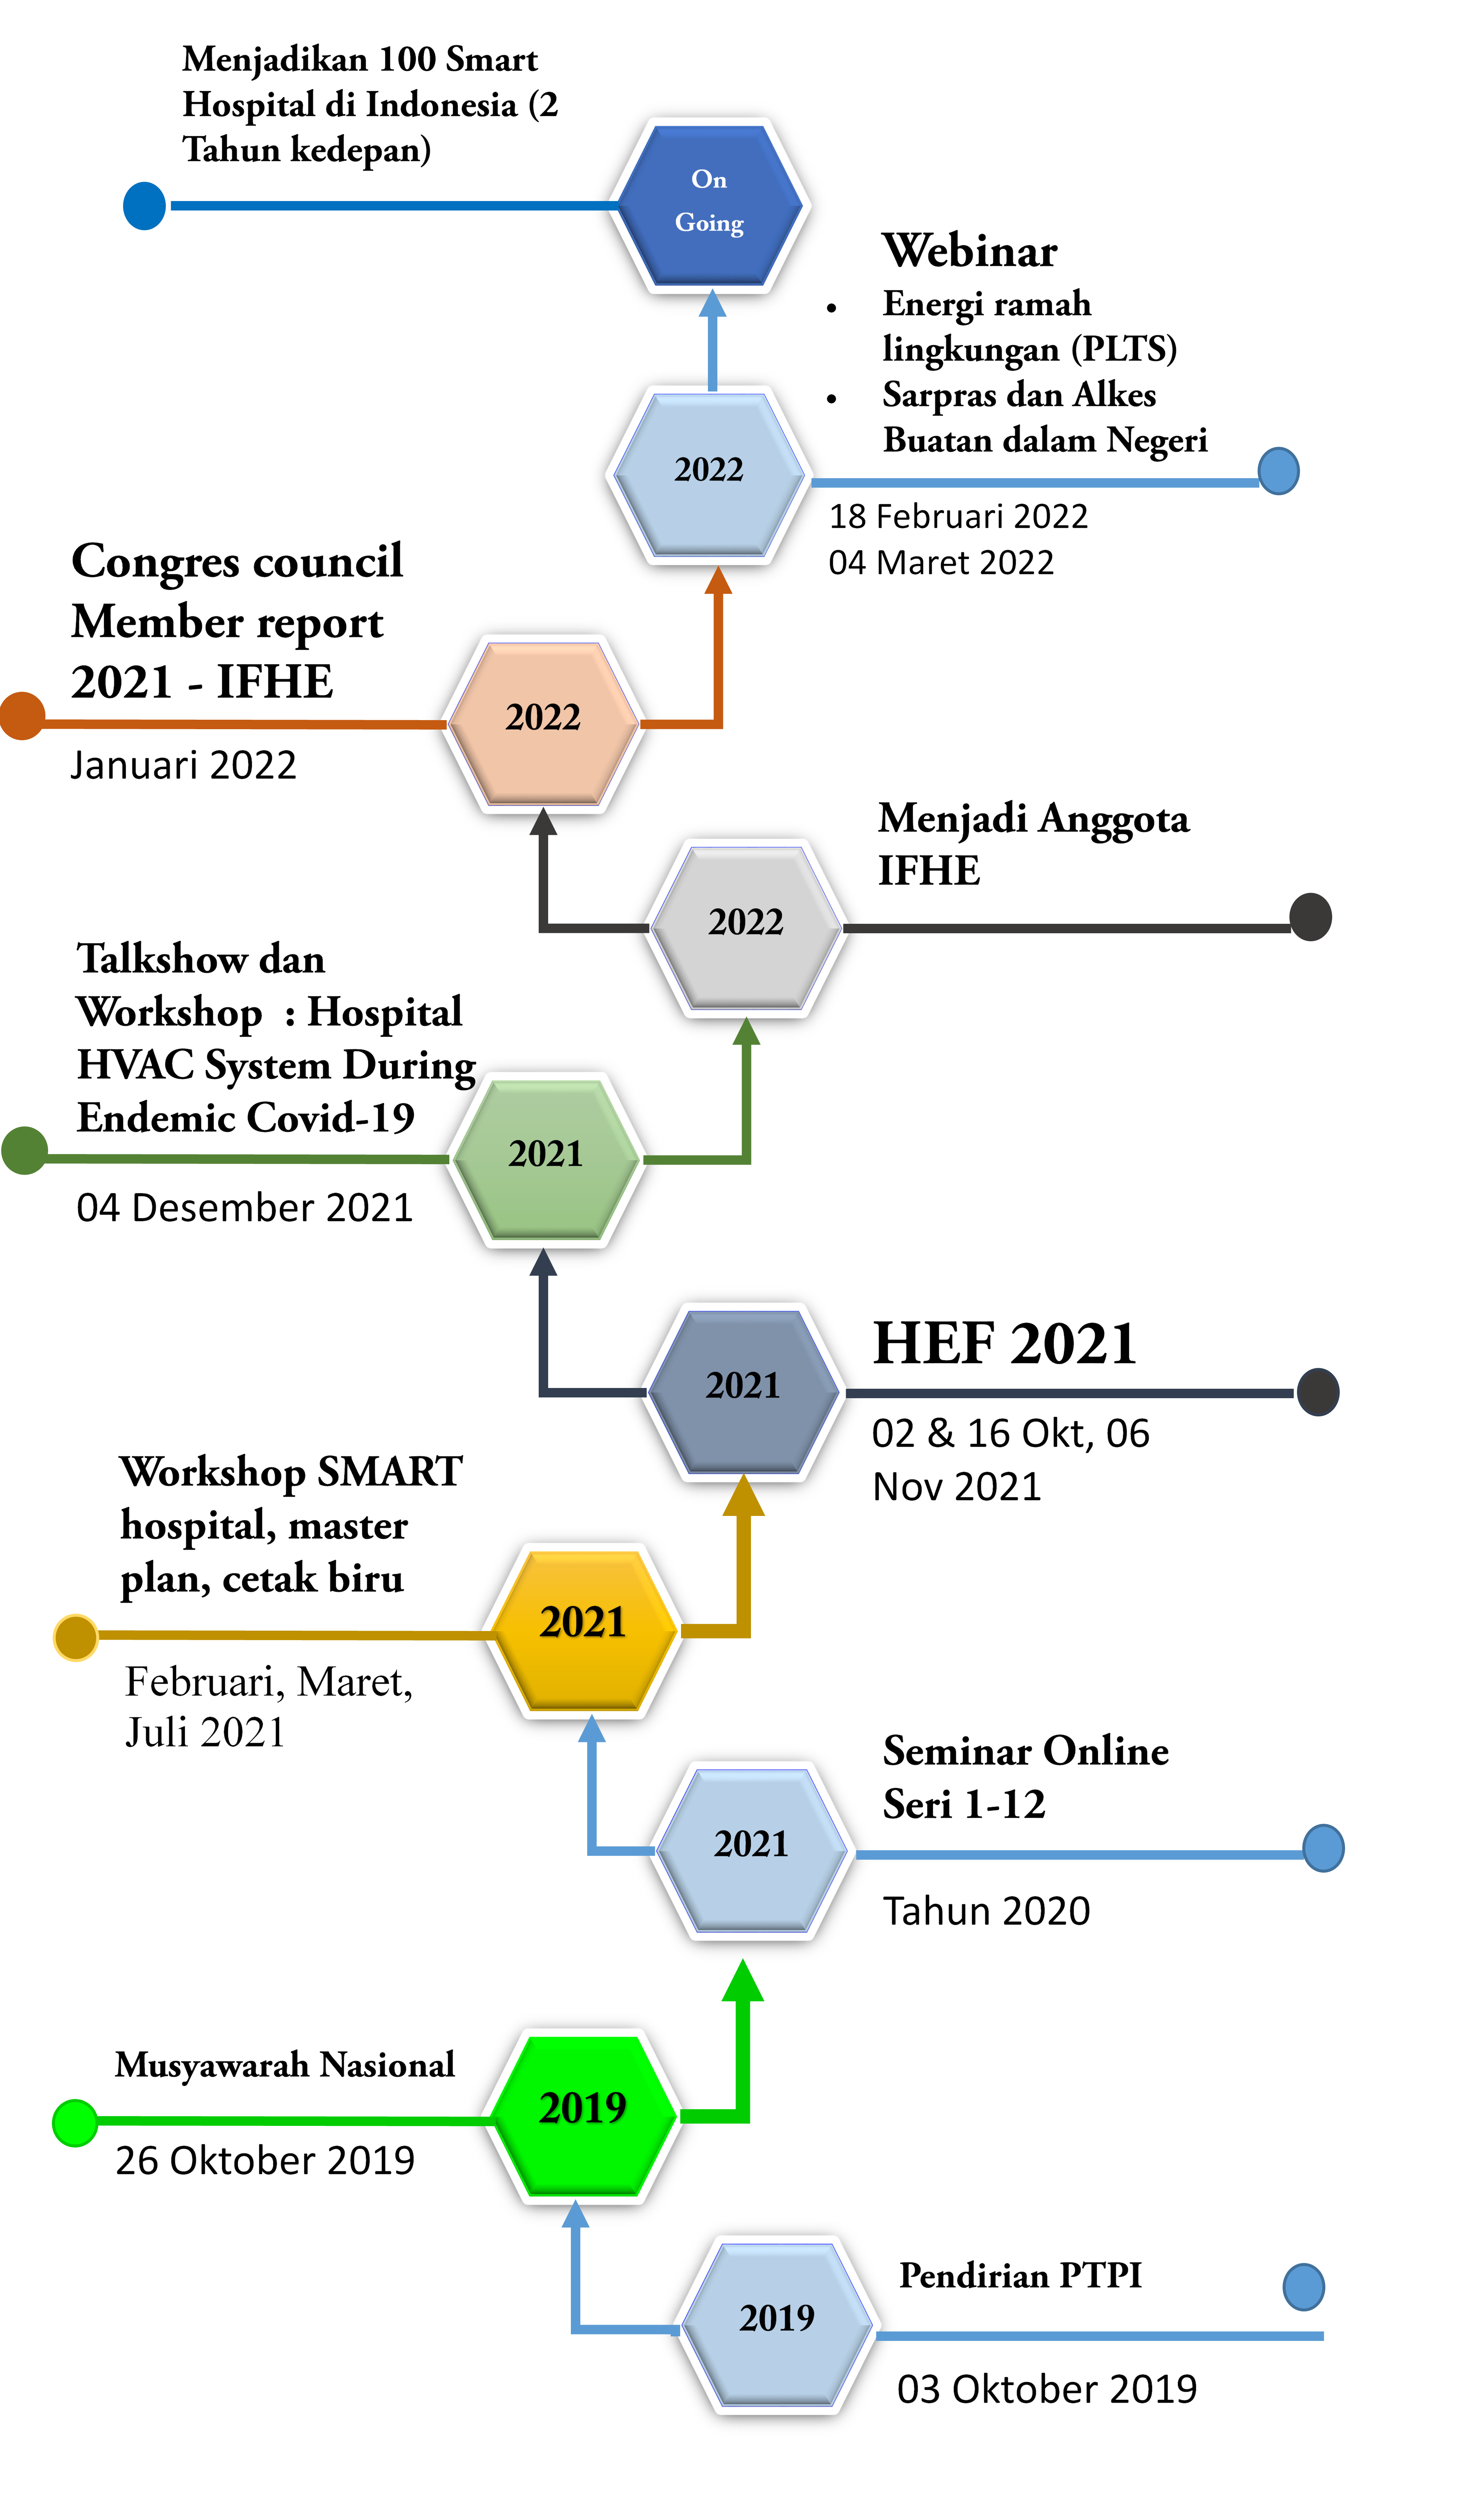 Menjadikan 100 Smart
Hospital di Indonesia (2
Tahun kedepan)
On
Going
Webinar
• Energi ramah
lingkungan (PLTS)
• Sarpras dan Alkes
Buatan dalam Negeri
2022
18 Februari 2022
04 Maret 2022
Congres council
Member report
2021 - IFHE
2022
Januari 2022
Menjadi Anggota
IFHE
2022
Talkshow dan
Workshop : Hospital
HVAC System During
Endemic Covid-19
2021
04 Desember 2021
HEF 2021
2021
02 & 16 Okt, 06
Nov 2021
Workshop SMART
hospital, master
plan, cetak biru
2021
Februari, Maret,
Juli 2021
Seminar Online
Seri 1-12
2021
Tahun 2020
Musyawarah Nasional
2019
26 Oktober 2019
Pendirian PTPI
2019
03 Oktober 2019